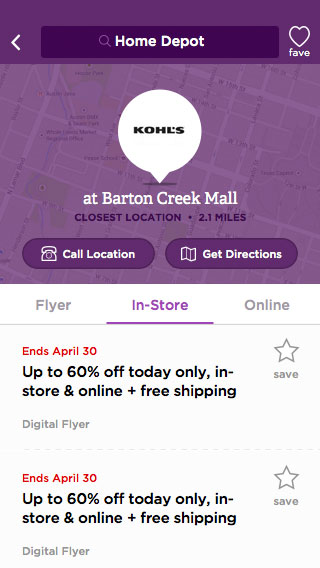 Home Depot
fave
KOHL'S
at Barton Creek Mall
CLOSEST LOCATION • 2.1 MILES
Call Location
Get Directions
Flyer
In-Store
Online
Ends April 30
Up to 60% off today only, in-
store & online + free shipping
save
Digital Flyer
Ends April 30
Up to 60% off today only, in-
store & online + free shipping
save
Digital Flyer